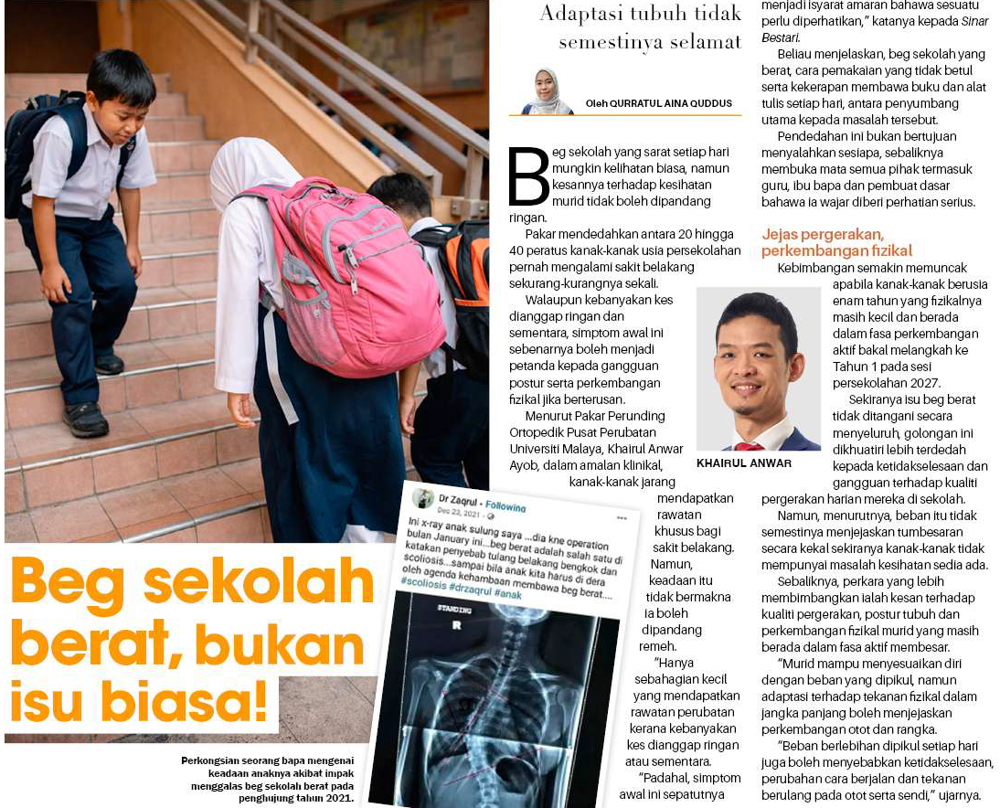 Beg sekolah
berat, bukan
isu biasa!
Perkongsian seorang bapa mengenai
keadaan anaknya akibat impak
menggalas beg sekolah berat pada
penghujung tahun 2021.
Dr Zaqrul • Following
Dec 23, 2021 •
Ini x-ray anak sulung saya ...dia kne operation
bulan January ini...beg berat adalah salah satu di
katakan penyebab tulang belakang bengkok dan
scoliosis...sampai bila anak kita harus di dera
oleh agenda kehambaan membawa beg berat....
#scoliosis #drzaqrul #anak
STANDING
R
Adaptasi tubuh tidak
semestinya selamat
Oleh QURRATUL AINA QUDDUS
Beg sekolah yang sarat setiap hari
mungkin kelihatan biasa, namun
kesannya terhadap kesihatan
murid tidak boleh dipandang
ringan.
Pakar mendedahkan antara 20 hingga
40 peratus kanak-kanak usia persekolahan
pernah mengalami sakit belakang
sekurang-kurangnya sekali.
Walaupun kebanyakan kes
dianggap ringan dan
sementara, simptom awal ini
sebenarnya boleh menjadi
petanda kepada gangguan
postur serta perkembangan
fizikal jika berterusan.
Menurut Pakar Perunding
Ortopedik Pusat Perubatan
Universiti Malaya, Khairul Anwar
Ayob, dalam amalan klinikal,
kanak-kanak jarang
mendapatkan
rawatan
khusus bagi
sakit belakang.
Namun,
keadaan itu
tidak bermakna
ia boleh
dipandang
remeh.
“Hanya
sebahagian kecil
yang mendapatkan
rawatan perubatan
kerana kebanyakan
kes dianggap ringan
atau sementara.
“Padahal, simptom
awal ini sepatutnya
menjadi isyarat amaran bahawa sesuatu
perlu diperhatikan,” katanya kepada Sinar
Bestari.
Beliau menjelaskan, beg sekolah yang
berat, cara pemakaian yang tidak betul
serta kekerapan membawa buku dan alat
tulis setiap hari, antara penyumbang
utama kepada masalah tersebut.
Pendedahan ini bukan bertujuan
menyalahkan sesiapa, sebaliknya
membuka mata semua pihak termasuk
guru, ibu bapa dan pembuat dasar
bahawa ia wajar diberi perhatian serius.
Jejas pergerakan,
perkembangan fizikal
Kebimbangan semakin memuncak
apabila kanak-kanak berusia
enam tahun yang fizikalnya
masih kecil dan berada
dalam fasa perkembangan
aktif bakal melangkah ke
Tahun 1 pada sesi
persekolahan 2027.
Sekiranya isu beg berat
tidak ditangani secara
menyeluruh, golongan ini
dikhuatiri lebih terdedah
kepada ketidakselesaan dan
gangguan terhadap kualiti
pergerakan harian mereka di sekolah.
Namun, menurutnya, beban itu tidak
semestinya menjejaskan tumbesaran
secara kekal sekiranya kanak-kanak tidak
mempunyai masalah kesihatan sedia ada.
Sebaliknya, perkara yang lebih
membimbangkan ialah kesan terhadap
kualiti pergerakan, postur tubuh dan
perkembangan fizikal murid yang masih
berada dalam fasa aktif membesar.
“Murid mampu menyesuaikan diri
dengan beban yang dipikul, namun
adaptasi terhadap tekanan fizikal dalam
jangka panjang boleh menjejaskan
perkembangan otot dan rangka.
“Beban berlebihan dipikul setiap hari
juga boleh menyebabkan ketidakselesaan,
perubahan cara berjalan dan tekanan
berulang pada otot serta sendi,” ujarnya.
KHAIRUL ANWAR